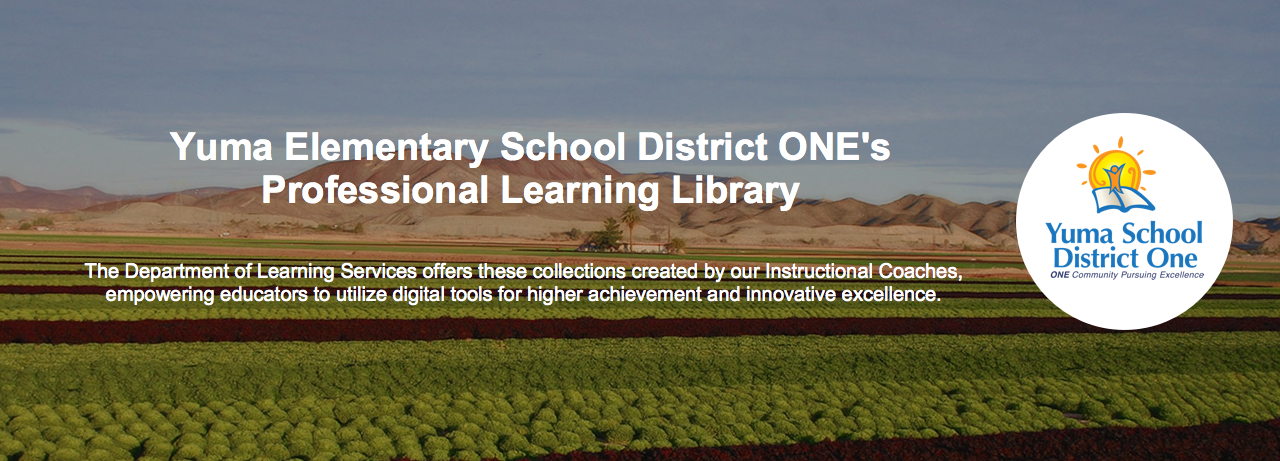 Yuma Elementary School District ONE's
Professional Learning Library
The Department of Learning Services offers these collections created by our Instructional Coaches,
empowering educators to utilize digital tools for higher achievement and innovative excellence.
Yuma School
District One
ONE Community Pursuing Excellence